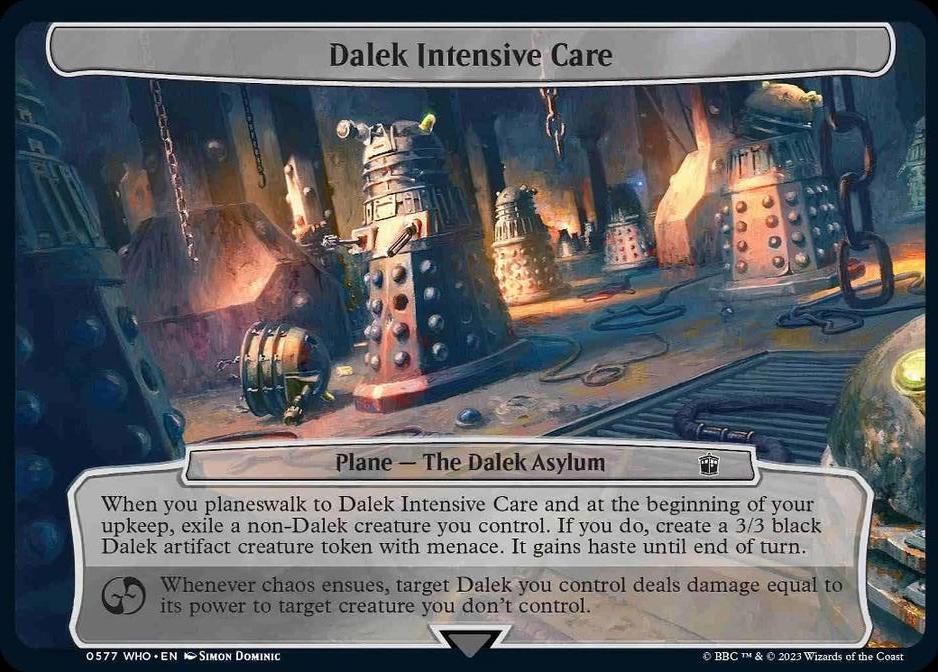 Dalek Intensive Care
Plane — The Dalek Asylum
When you planeswalk to Dalek Intensive Care and at the beginning of your
upkeep, exile a non-Dalek creature you control. If you do, create a 3/3 black
Dalek artifact creature token with menace. It gains haste until end of turn.
Whenever chaos ensues, target Dalek you control deals damage equal to
its power to target creature you don't control.
0577 WHO • EN Simon Dominic
© BBC ™ & © 2023 Wizards of the Coast